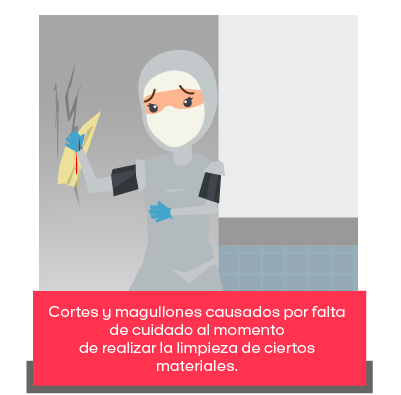 Cortes y magullones causados por falta
de cuidado al momento
de realizar la limpieza de ciertos
materiales.